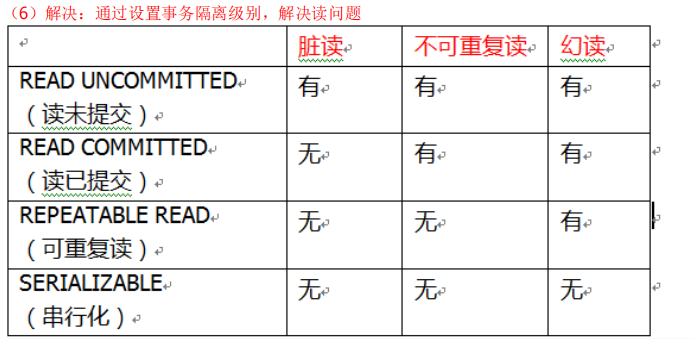 （6）解决：通过设置事务隔离级别，解决读问题
脏读 不可重复读 幻读
READ UNCOMMITTED
（读未提交） 有 有 有
READ COMMITTED
（读已提交） 无 有 有
REPEATABLE READ
（可重复读） 无 无 有
SERIALIZABLE
（串行化） 无 无 无